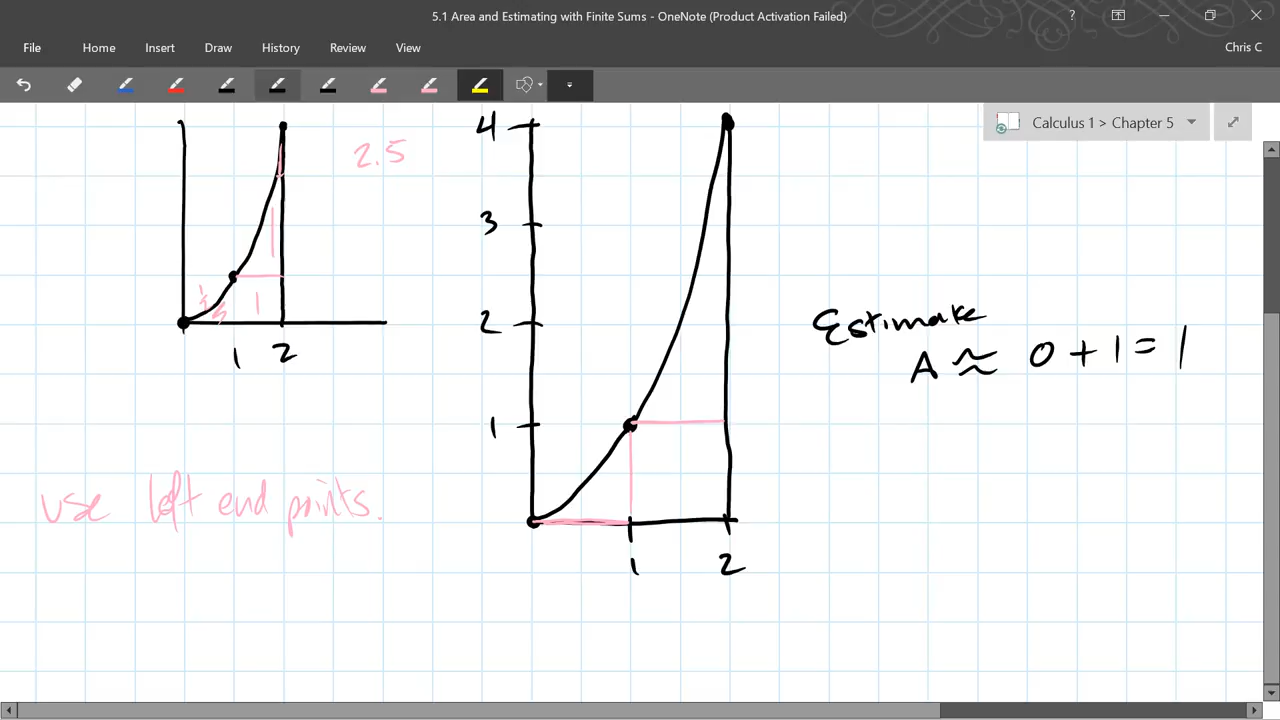 5.1 Area and Estimating with Finite Sums - OneNote (Product Activation Failed)
?
File Home Insert Draw History Review View
Chris C
Calculus 1 > Chapter 5
2.5
1
1 2
4
3
2
1
1 2
Estimate
A ≈ 0 + 1 = 1
use left end points.